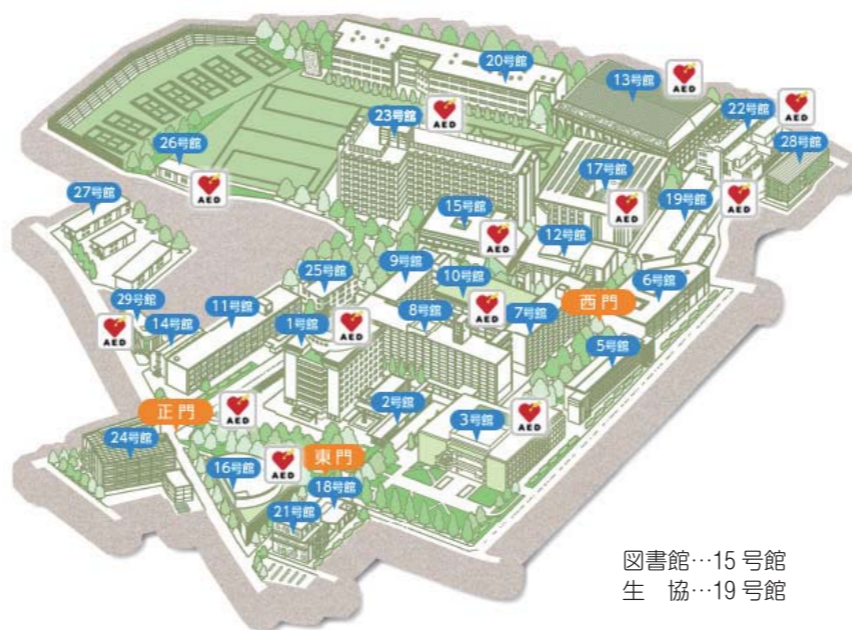 20号館
13号館
AED
22号館
AED
23号館
AED
28号館
26号館
AED
17号館
AED
19号館
AED
27号館
15号館
AED
12号館
9号館
25号館
10号館
AED
6号館
29号館
AED
14号館
11号館
1号館
AED
8号館
7号館
西門
5号館
2号館
3号館
AED
正門
AED
24号館
16号館
AED
東門
18号館
21号館
図書館…15号館
生　協…19号館